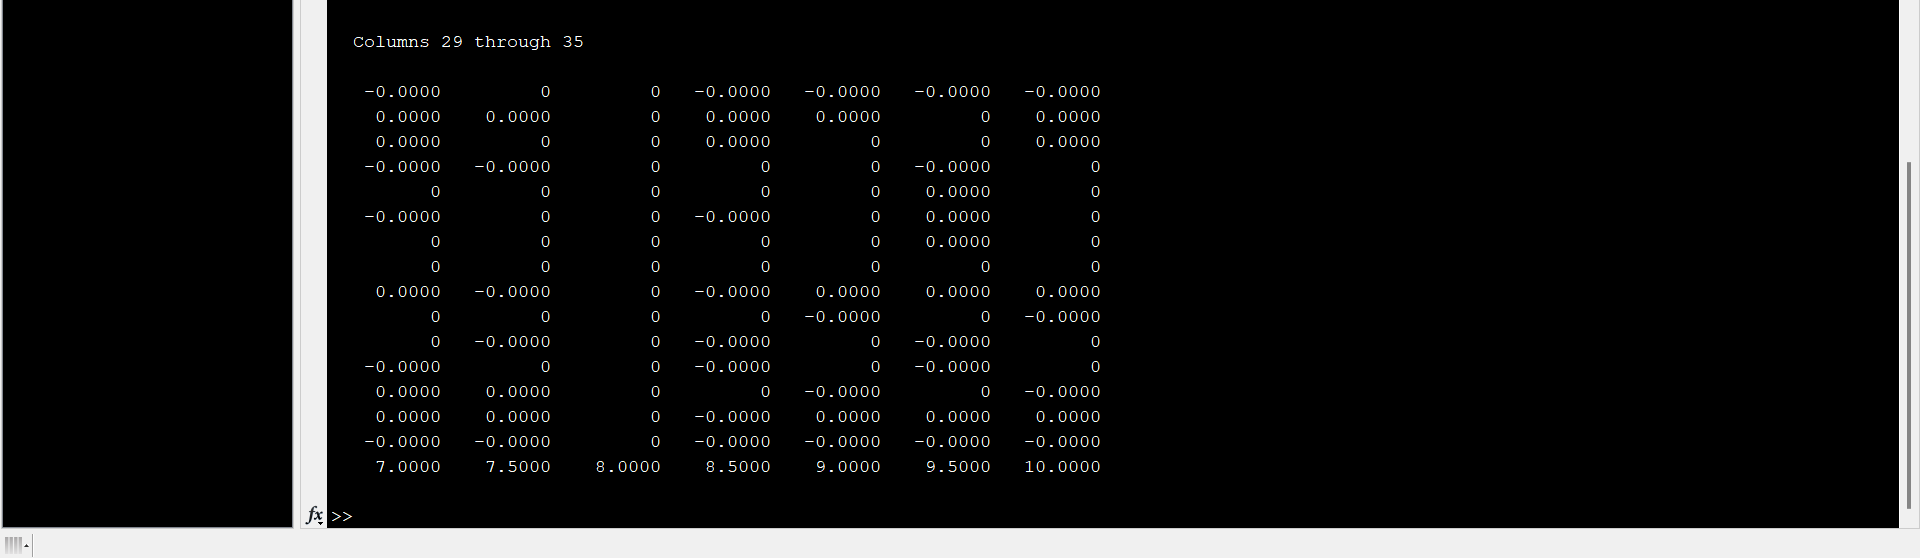 Columns 29 through 35
-0.0000 0 0 -0.0000 -0.0000 -0.0000 -0.0000
0.0000 0.0000 0 0.0000 0.0000 0 0.0000
0.0000 0 0 0.0000 0 0 0.0000
-0.0000 -0.0000 0 0 0 -0.0000 0
0 0 0 0 0 0.0000 0
-0.0000 0 0 -0.0000 0 0.0000 0
0 0 0 0 0 0.0000 0
0 0 0 0 0 0 0
0.0000 -0.0000 0 -0.0000 0.0000 0.0000 0.0000
0 0 0 0 -0.0000 0 -0.0000
0 -0.0000 0 -0.0000 0 -0.0000 0
-0.0000 0 0 -0.0000 0 -0.0000 0
0.0000 0.0000 0 0 -0.0000 0 -0.0000
0.0000 0.0000 0 -0.0000 0.0000 0.0000 0.0000
-0.0000 -0.0000 0 -0.0000 -0.0000 -0.0000 -0.0000
7.0000 7.5000 8.0000 8.5000 9.0000 9.5000 10.0000
fx >>